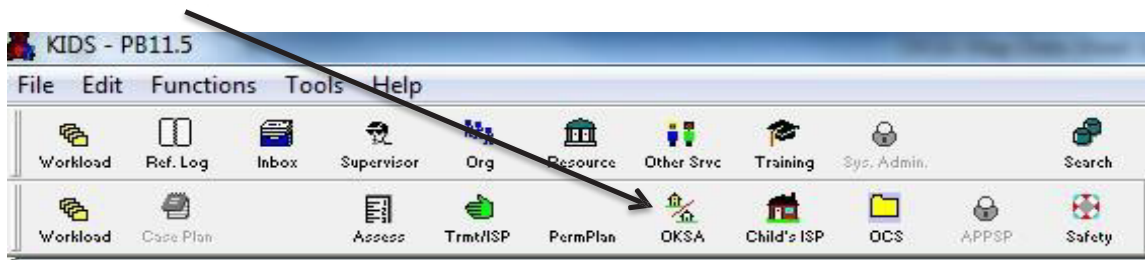 KIDS - PB11.5
File Edit Functions Tools Help
Workload Ref. Log Inbox Supervisor Org Resource Other Srvc Training Sys. Admin. Search
Workload Case Plan Assess Trmt/ISP PermPlan OKSA Child's ISP OCS APPSP Safety